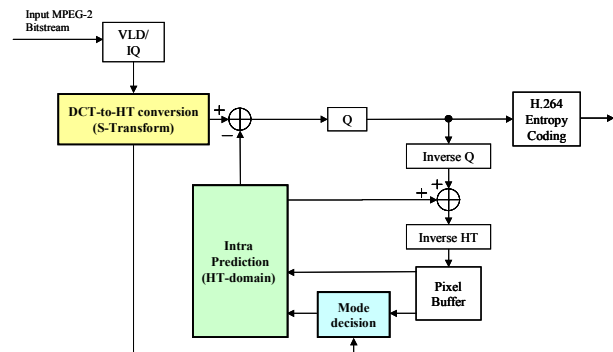 Input MPEG-2
Bitstream
VLD/
IQ
DCT-to-HT conversion
(S-Transform)
+
−
Q
H.264
Entropy
Coding
Inverse Q
+
+
Intra
Prediction
(HT-domain)
Inverse HT
Pixel
Buffer
Mode
decision